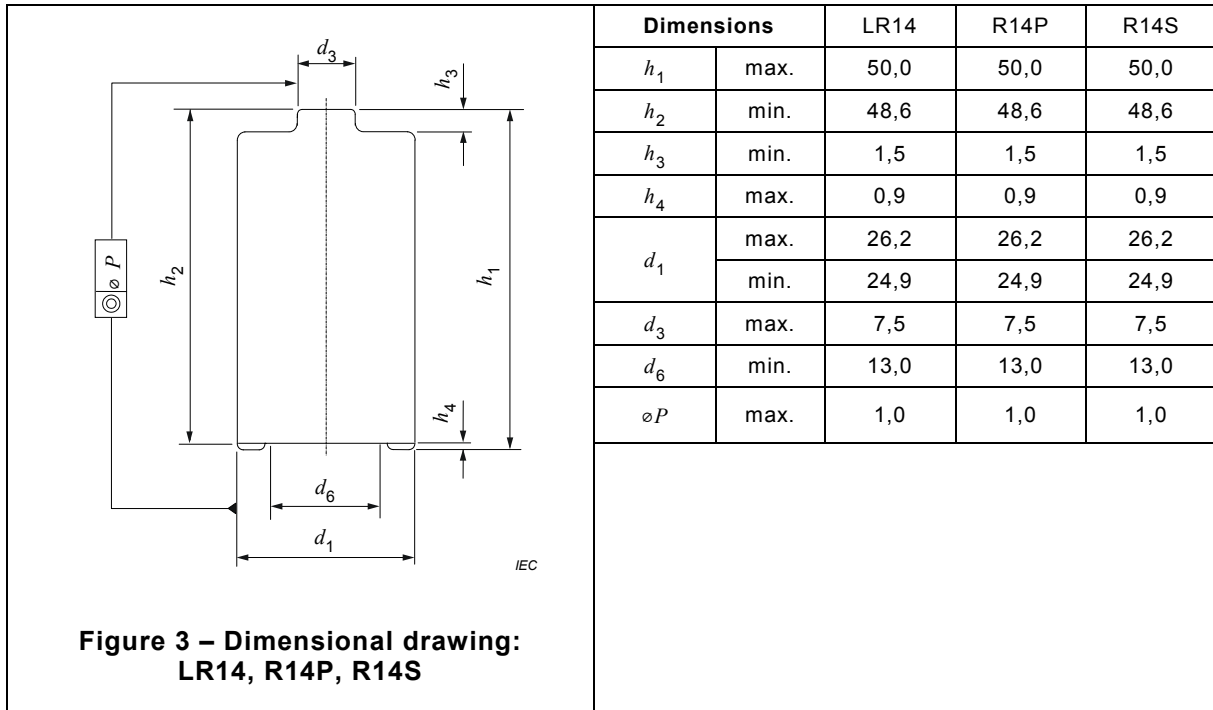 d3
h3
⌀ P
◎
h2
h1
h4
d6
d1
IEC
Figure 3 – Dimensional drawing:
LR14, R14P, R14S
Dimensions LR14 R14P R14S
h1 max. 50,0 50,0 50,0
h2 min. 48,6 48,6 48,6
h3 min. 1,5 1,5 1,5
h4 max. 0,9 0,9 0,9
d1 max. 26,2 26,2 26,2
min. 24,9 24,9 24,9
d3 max. 7,5 7,5 7,5
d6 min. 13,0 13,0 13,0
⌀P max. 1,0 1,0 1,0